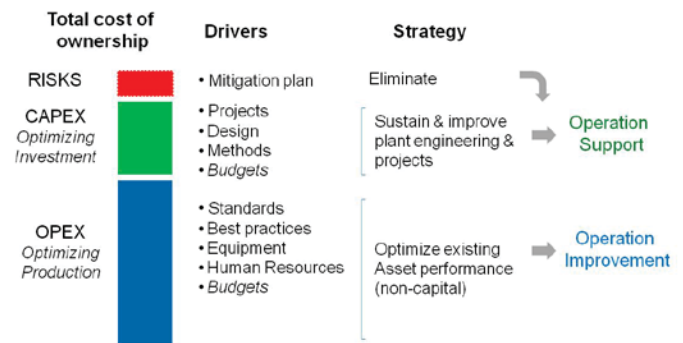 Total cost of
ownership
Drivers
Strategy
RISKS
• Mitigation plan
Eliminate
CAPEX
Optimizing
Investment
• Projects
• Design
• Methods
• Budgets
Sustain & improve
plant engineering &
projects
Operation
Support
OPEX
Optimizing
Production
• Standards
• Best practices
• Equipment
• Human Resources
• Budgets
Optimize existing
Asset performance
(non-capital)
Operation
Improvement